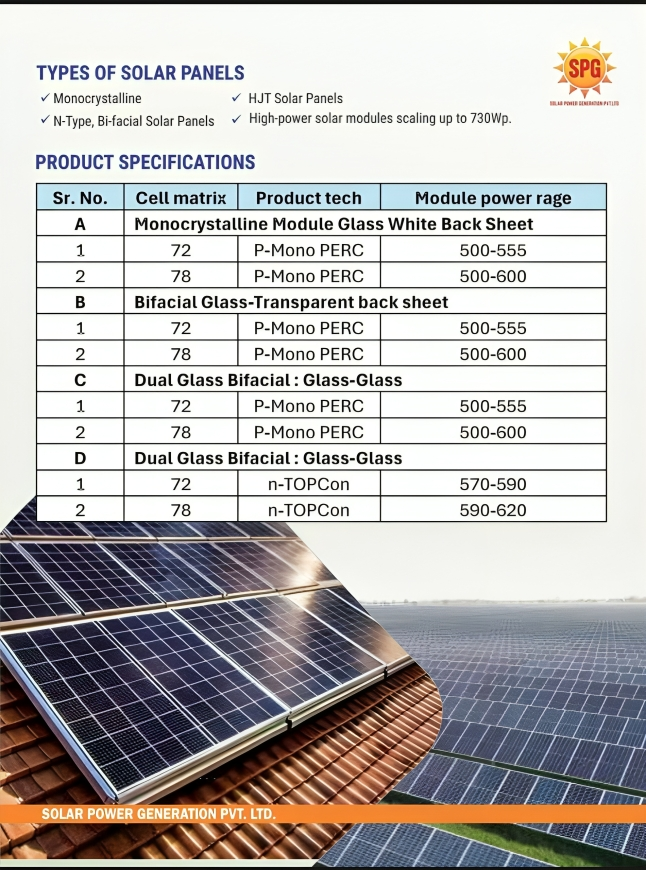 SPG
SOLAR POWER GENERATION PVT.LTD
TYPES OF SOLAR PANELS
✓ Monocrystalline ✓ HJT Solar Panels
✓ N-Type, Bi-facial Solar Panels ✓ High-power solar modules scaling up to 730Wp.
PRODUCT SPECIFICATIONS
Sr. No. Cell matrix Product tech Module power rage
A Monocrystalline Module Glass White Back Sheet
1 72 P-Mono PERC 500-555
2 78 P-Mono PERC 500-600
B Bifacial Glass-Transparent back sheet
1 72 P-Mono PERC 500-555
2 78 P-Mono PERC 500-600
C Dual Glass Bifacial : Glass-Glass
1 72 P-Mono PERC 500-555
2 78 P-Mono PERC 500-600
D Dual Glass Bifacial : Glass-Glass
1 72 n-TOPCon 570-590
2 78 n-TOPCon 590-620
SOLAR POWER GENERATION PVT. LTD.